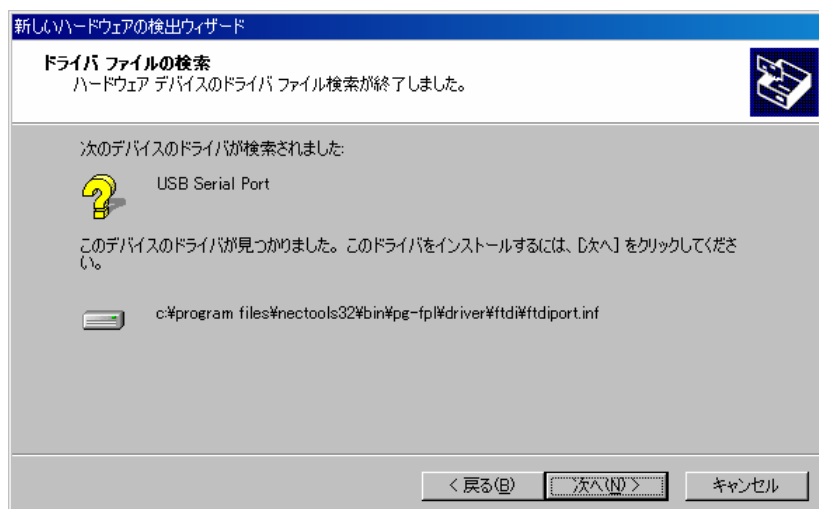 新しいハードウェアの検出ウィザード
ドライバ ファイルの検索
ハードウェア デバイスのドライバ ファイル検索が終了しました。
次のデバイスのドライバが検索されました:
USB Serial Port
このデバイスのドライバが見つかりました。このドライバをインストールするには、[次へ] をクリックしてくださ
い。
c:¥program files¥nectools32¥bin¥pg-fpl¥driver¥ftdi¥ftdiport.inf
< 戻る(B)
次へ(N) >
キャンセル